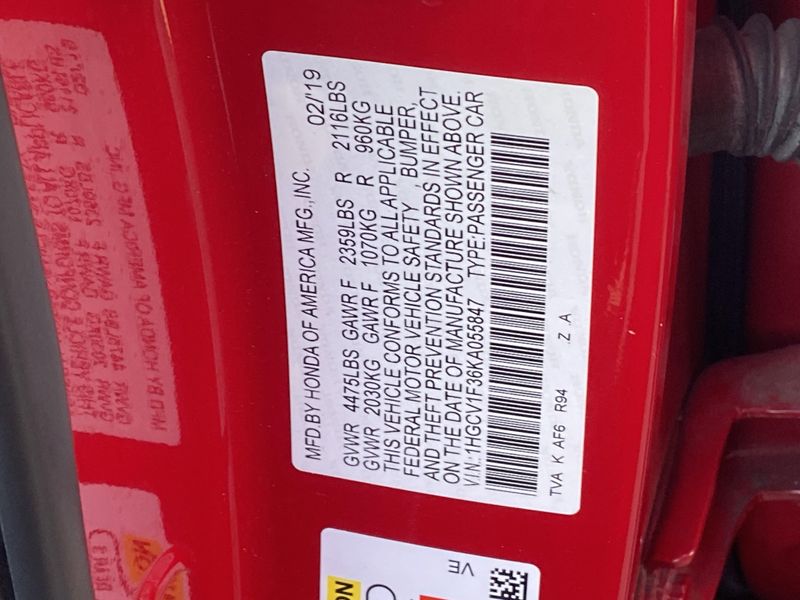 MFD.BY HONDA OF AMERICA MFG.,INC. 02/'19
GVWR 4475LBS GAWR F 2359LBS R 2116LBS
GVWR 2030KG GAWR F 1070KG R 960KG
THIS VEHICLE CONFORMS TO ALL APPLICABLE
FEDERAL MOTOR VEHICLE SAFETY , BUMPER,
AND THEFT PREVENTION STANDARDS IN EFFECT
ON THE DATE OF MANUFACTURE SHOWN ABOVE.
V.I.N.:1HGCV1F36KA055847 TYPE:PASSENGER CAR
TVA K AF6 R94 .Z .A
VE